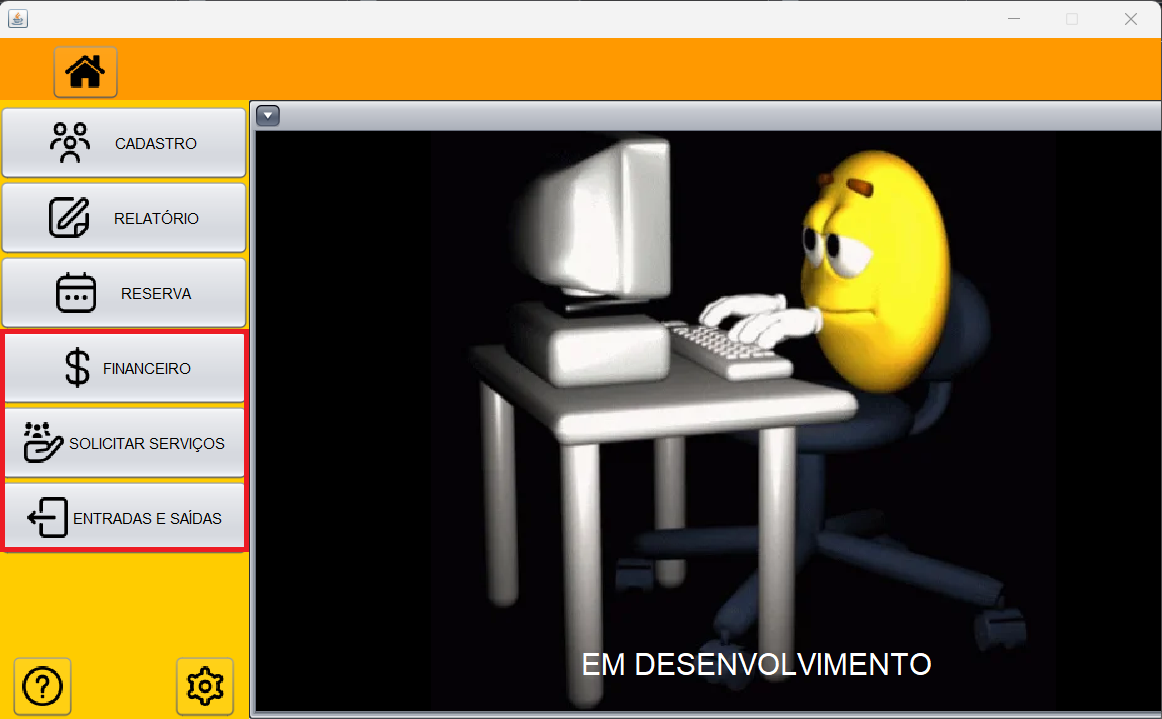 CADASTRO
RELATÓRIO
RESERVA
FINANCEIRO
SOLICITAR SERVIÇOS
ENTRADAS E SAÍDAS
EM DESENVOLVIMENTO